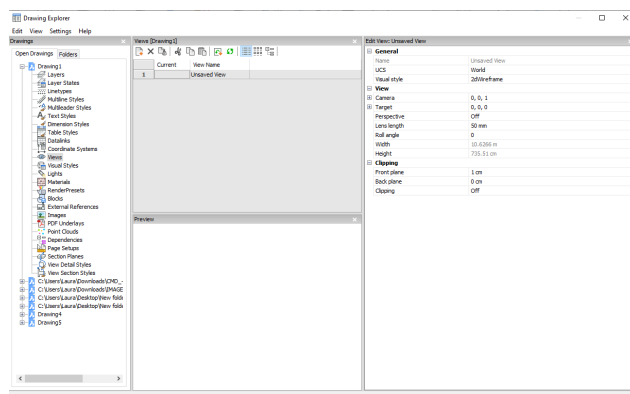 Drawing Explorer
Edit View Settings Help
Drawings
Open Drawings Folders
Drawing1
Layers
Layer States
Linetypes
Multiline Styles
Multileader Styles
Text Styles
Dimension Styles
Table Styles
Datalinks
Coordinate Systems
Views
Visual Styles
Lights
Materials
RenderPresets
Blocks
External References
Images
PDF Underlays
Point Clouds
Dependencies
Page Setups
Section Planes
View Detail Styles
View Section Styles
C:\Users\Laura\Downloads\CMD_-
C:\Users\Laura\Downloads\IMAGE
C:\Users\Laura\Desktop\New folde
C:\Users\Laura\Desktop\New folde
Drawing4
Drawing5
Views [Drawing1]
Current View Name
1 Unsaved View
Preview
Edit View: Unsaved View
General
Name Unsaved View
UCS World
Visual style 2dWireframe
View
Camera 0, 0, 1
Target 0, 0, 0
Perspective Off
Lens length 50 mm
Roll angle 0
Width 10.6266 m
Height 735.51 cm
Clipping
Front plane 1 cm
Back plane 0 cm
Clipping Off